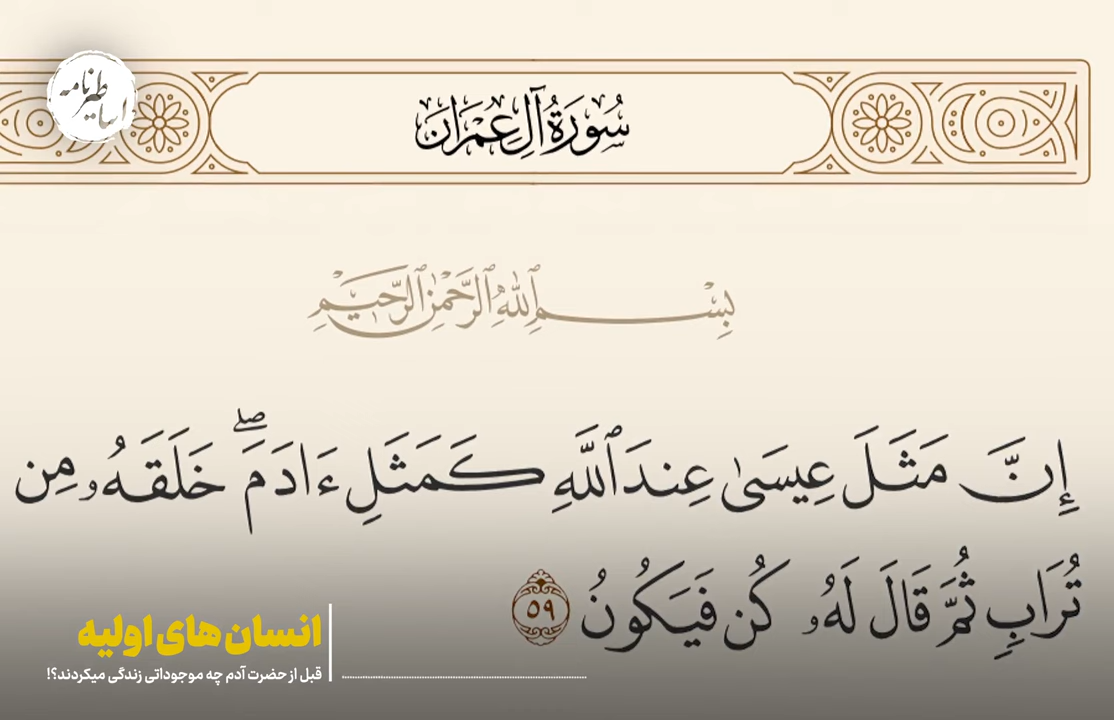 اساطیرنامه
سُورَةُ آلِ عِمْرَانَ
بِسْمِ ٱللَّهِ ٱلرَّحْمَٰنِ ٱلرَّحِيمِ
إِنَّ مَثَلَ عِيسَىٰ عِندَ ٱللَّهِ كَمَثَلِ ءَادَمَ ۖ خَلَقَهُۥ مِن
تُرَابٍ ثُمَّ قَالَ لَهُۥ كُن فَيَكُونُ ٥٩
انسان‌های اولیه
قبل از حضرت آدم چه موجوداتی زندگی میکردند؟!